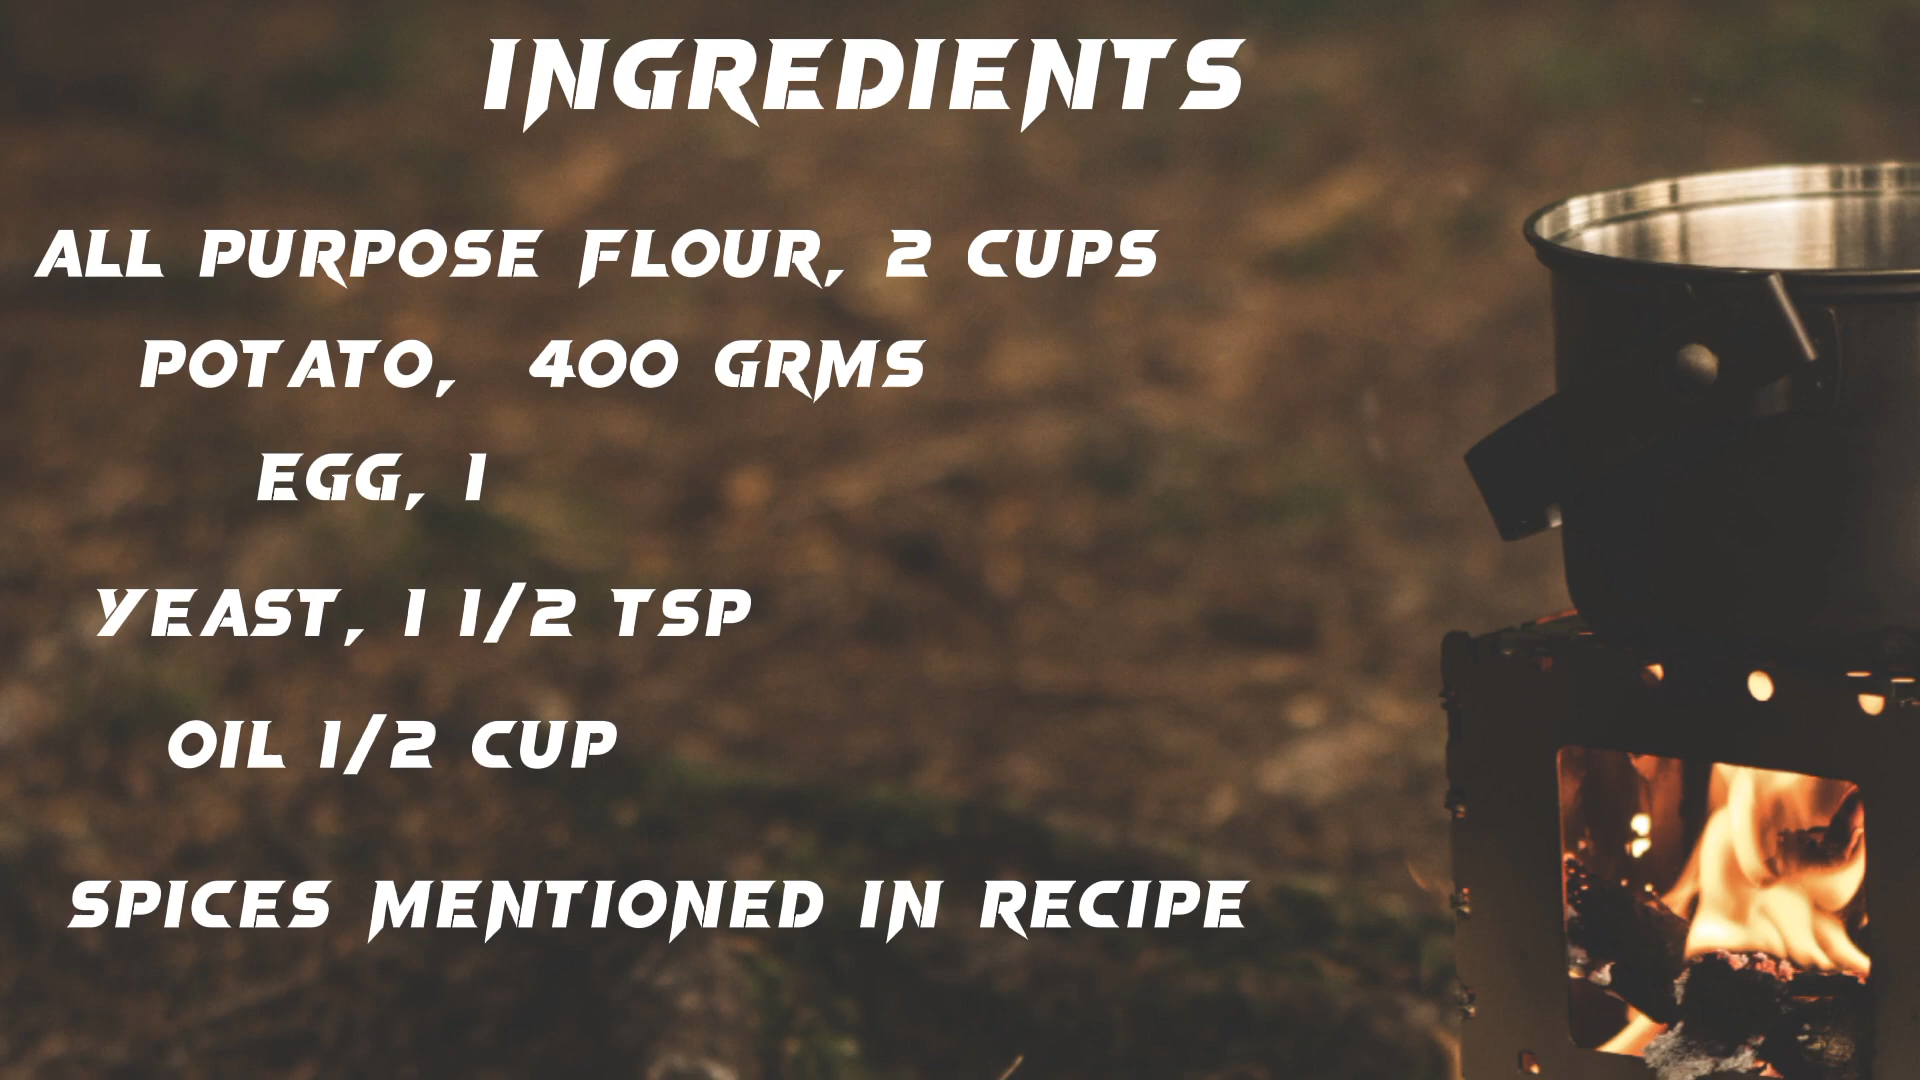 INGREDIENTS
ALL PURPOSE FLOUR, 2 CUPS
POTATO, 400 GRMS
EGG, 1
YEAST, 1 1/2 TSP
OIL 1/2 CUP
SPICES MENTIONED IN RECIPE